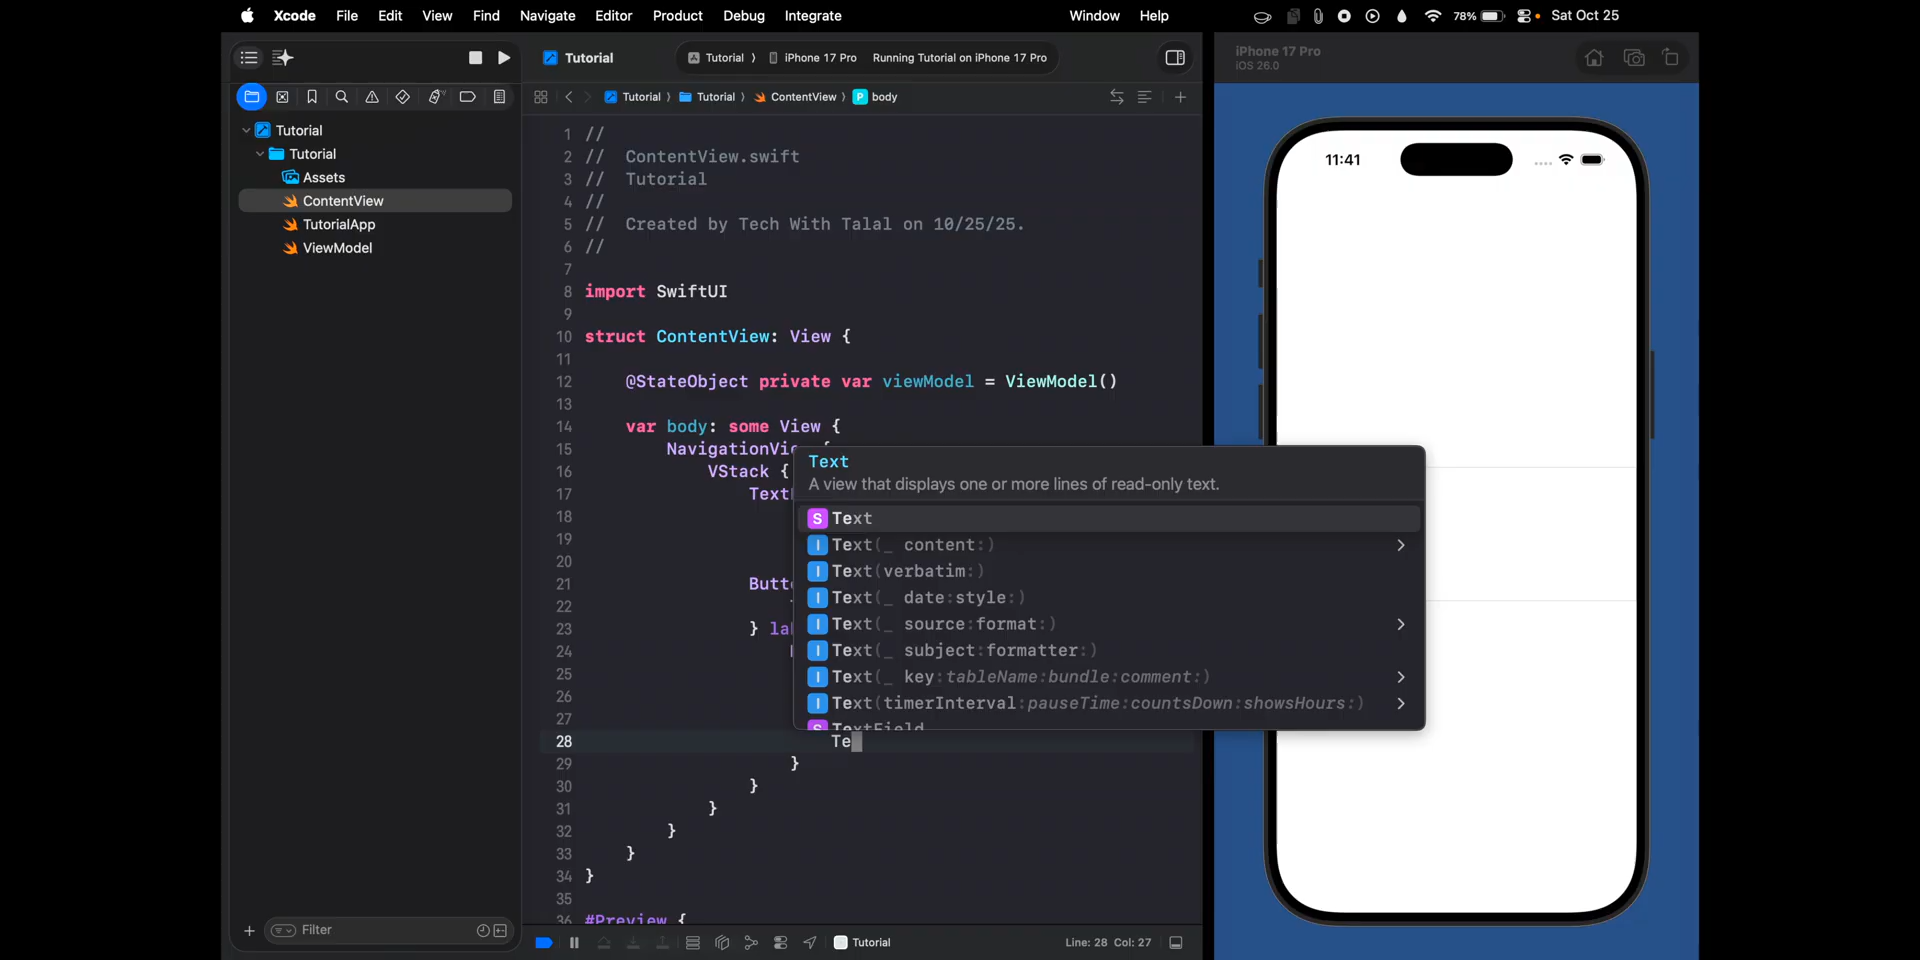 Xcode File Edit View Find Navigate Editor Product Debug Integrate Window Help 78% Sat Oct 25
Tutorial Tutorial iPhone 17 Pro Running Tutorial on iPhone 17 Pro
iPhone 17 Pro
iOS 26.0
Tutorial Tutorial ContentView P body
Tutorial
Tutorial
Assets
ContentView
TutorialApp
ViewModel
Filter
1 //
2 // ContentView.swift
3 // Tutorial
4 //
5 // Created by Tech With Talal on 10/25/25.
6 //
7
8 import SwiftUI
9
10 struct ContentView: View {
11
12 @StateObject private var viewModel = ViewModel()
13
14 var body: some View {
15 NavigationVie
16 VStack {
17 Text
18
19
20
21 Butt
22
23 } la
24
25
26
27
Text
A view that displays one or more lines of read-only text.
S Text
I Text(_ content:)
I Text(verbatim:)
I Text(_ date:style:)
I Text(_ source:format:)
I Text(_ subject:formatter:)
I Text(_ key:tableName:bundle:comment:)
I Text(timerInterval:pauseTime:countsDown:showsHours:)
S TextField
28 Te
29 }
30 }
31 }
32 }
33 }
34 }
35
36 #Preview {
Tutorial Line: 28 Col: 27
11:41